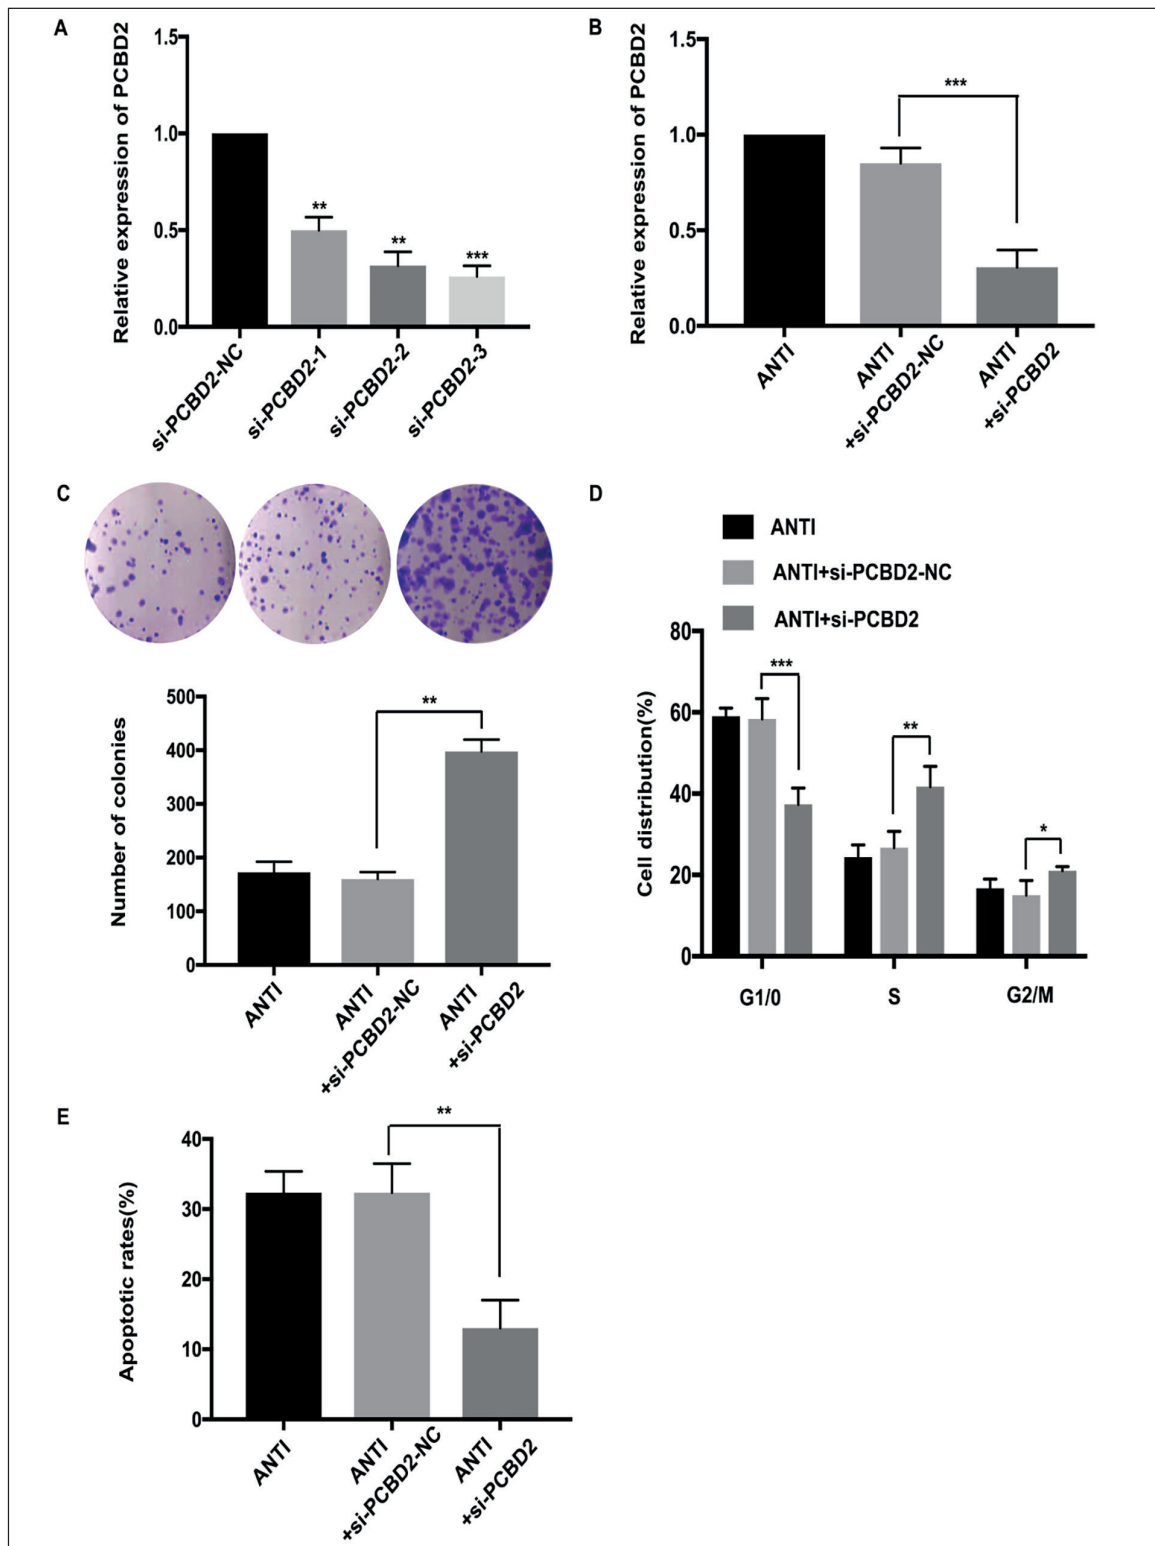 A
Relative expression of PCBD2
1.5
1.0
0.5
0.0
**
**
***
si-PCBD2-NC
si-PCBD2-1
si-PCBD2-2
si-PCBD2-3
B
Relative expression of PCBD2
1.5
1.0
0.5
0.0
***
ANTI
ANTI
+si-PCBD2-NC
ANTI
+si-PCBD2
C
Number of colonies
500
400
300
200
100
0
**
ANTI
ANTI
+si-PCBD2-NC
ANTI
+si-PCBD2
D
ANTI
ANTI+si-PCBD2-NC
ANTI+si-PCBD2
Cell distribution(%)
80
60
40
20
0
***
**
*
G1/0
S
G2/M
E
Apoptotic rates(%)
40
30
20
10
0
**
ANTI
ANTI
+si-PCBD2-NC
ANTI
+si-PCBD2